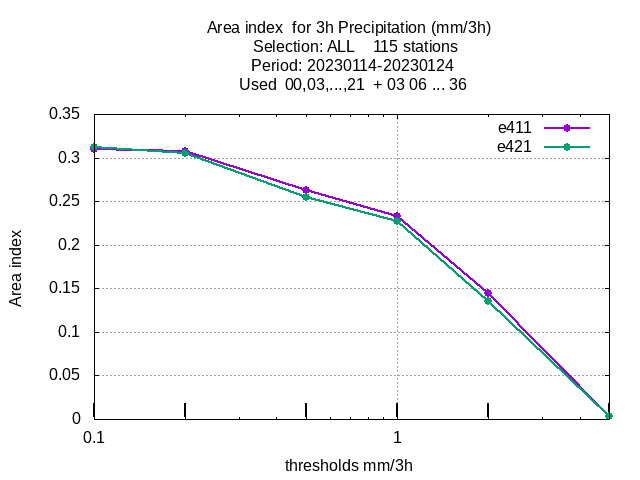 Area index  for 3h Precipitation (mm/3h)
Selection: ALL    115 stations
Period: 20230114-20230124
Used  00,03,...,21  + 03 06 ... 36
e411
e421
0.35
0.3
0.25
0.2
0.15
0.1
0.05
0
Area index
0.1
1
thresholds mm/3h